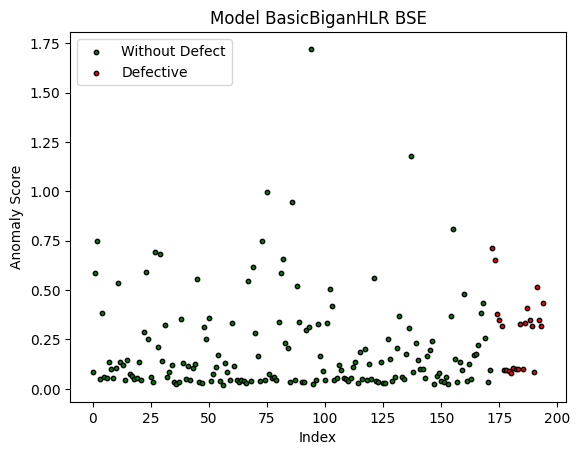 Model BasicBiganHLR BSE
Without Defect
Defective
Anomaly Score
1.75
1.50
1.25
1.00
0.75
0.50
0.25
0.00
0 25 50 75 100 125 150 175 200
Index